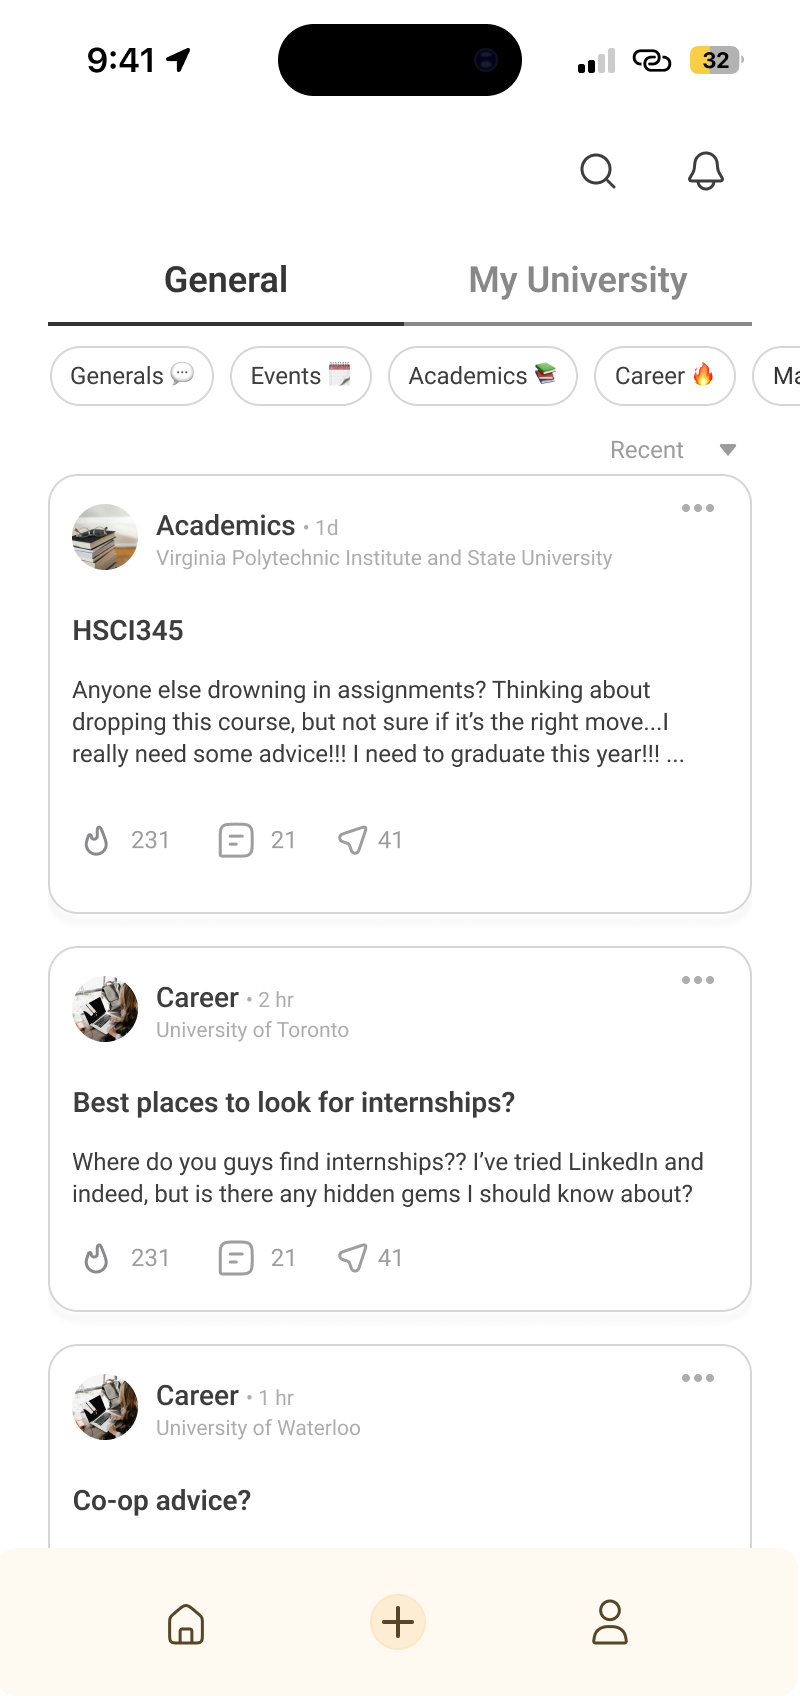 9:41
32
General
My University
Generals 💬
Events 🗓️
Academics 📚
Career 🔥
Ma
Recent
Academics • 1d
Virginia Polytechnic Institute and State University
HSCI345
Anyone else drowning in assignments? Thinking about
dropping this course, but not sure if it’s the right move...I
really need some advice!!! I need to graduate this year!!! ...
231
21
41
Career • 2 hr
University of Toronto
Best places to look for internships?
Where do you guys find internships?? I’ve tried LinkedIn and
indeed, but is there any hidden gems I should know about?
231
21
41
Career • 1 hr
University of Waterloo
Co-op advice?